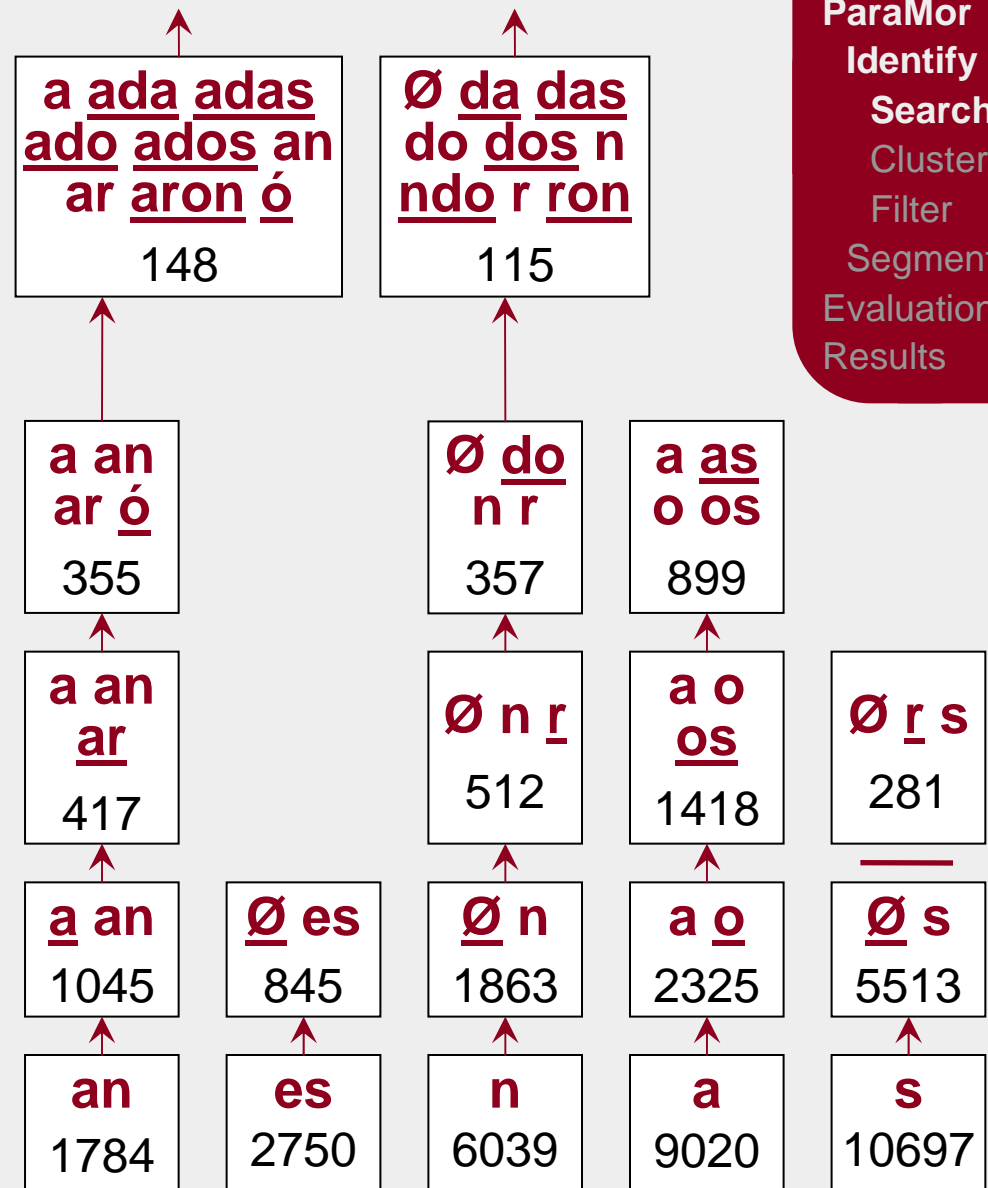 ParaMor
Identify
Search
Cluster
Filter
Segment
Evaluation
Results
a ada adas
ado ados an
ar aron ó
148
Ø da das
do dos n
ndo r ron
115
a an
ar ó
355
Ø do
n r
357
a as
o os
899
a an
ar
417
Ø n r
512
a o
os
1418
Ø r s
281
a an
1045
Ø es
845
Ø n
1863
a o
2325
Ø s
5513
an
1784
es
2750
n
6039
a
9020
s
10697